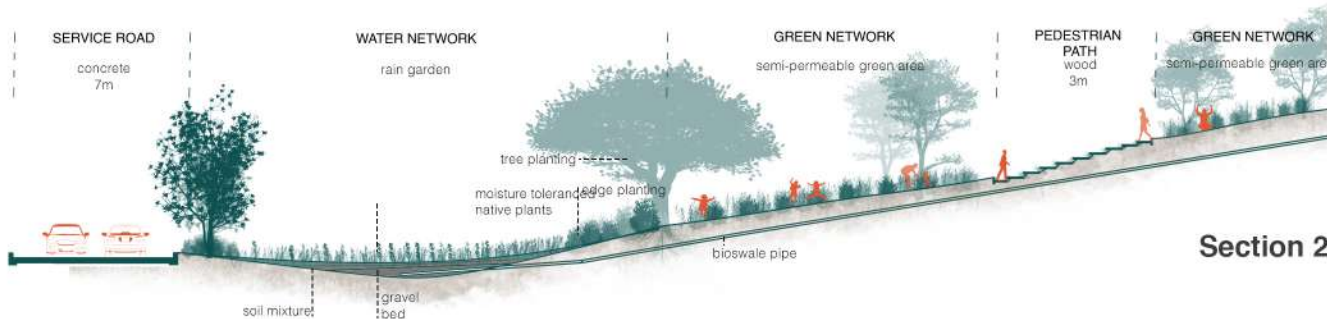 SERVICE ROAD
concrete
7m
WATER NETWORK
rain garden
GREEN NETWORK
semi-permeable green area
PEDESTRIAN
PATH
wood
3m
GREEN NETWORK
semi-permeable green are
tree planting
moisture toleranced
native plants
edge planting
bioswale pipe
soil mixture
gravel
bed
Section 2